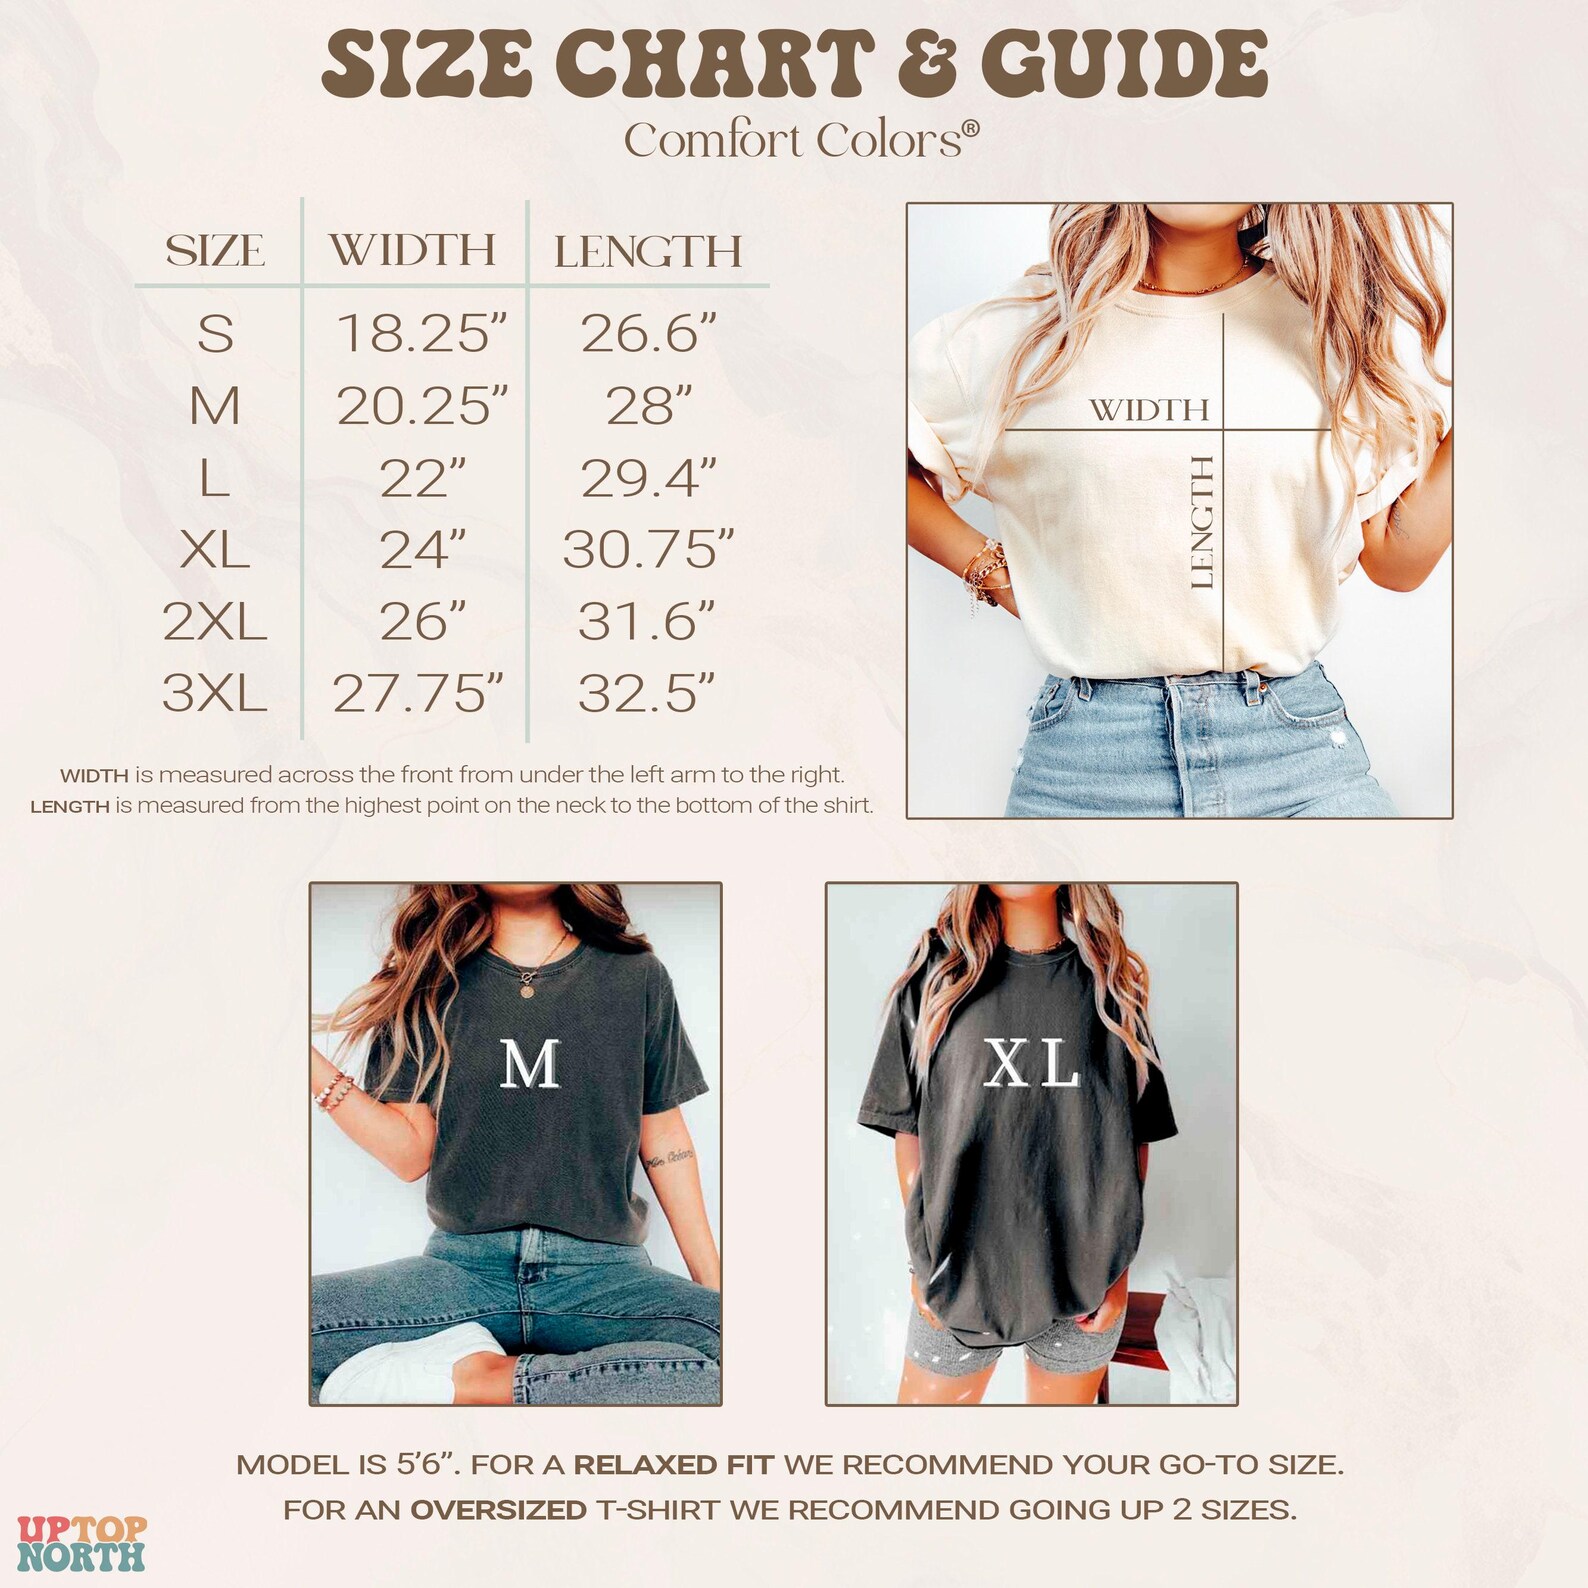 SIZE CHART & GUIDE
Comfort Colors®
SIZE WIDTH LENGTH
S 18.25” 26.6”
M 20.25” 28”
L 22” 29.4”
XL 24” 30.75”
2XL 26” 31.6”
3XL 27.75” 32.5”
WIDTH is measured across the front from under the left arm to the right.
LENGTH is measured from the highest point on the neck to the bottom of the shirt.
WIDTH
LENGTH
M
XL
MODEL IS 5’6”. FOR A RELAXED FIT WE RECOMMEND YOUR GO-TO SIZE.
FOR AN OVERSIZED T-SHIRT WE RECOMMEND GOING UP 2 SIZES.
UPTOP
NORTH